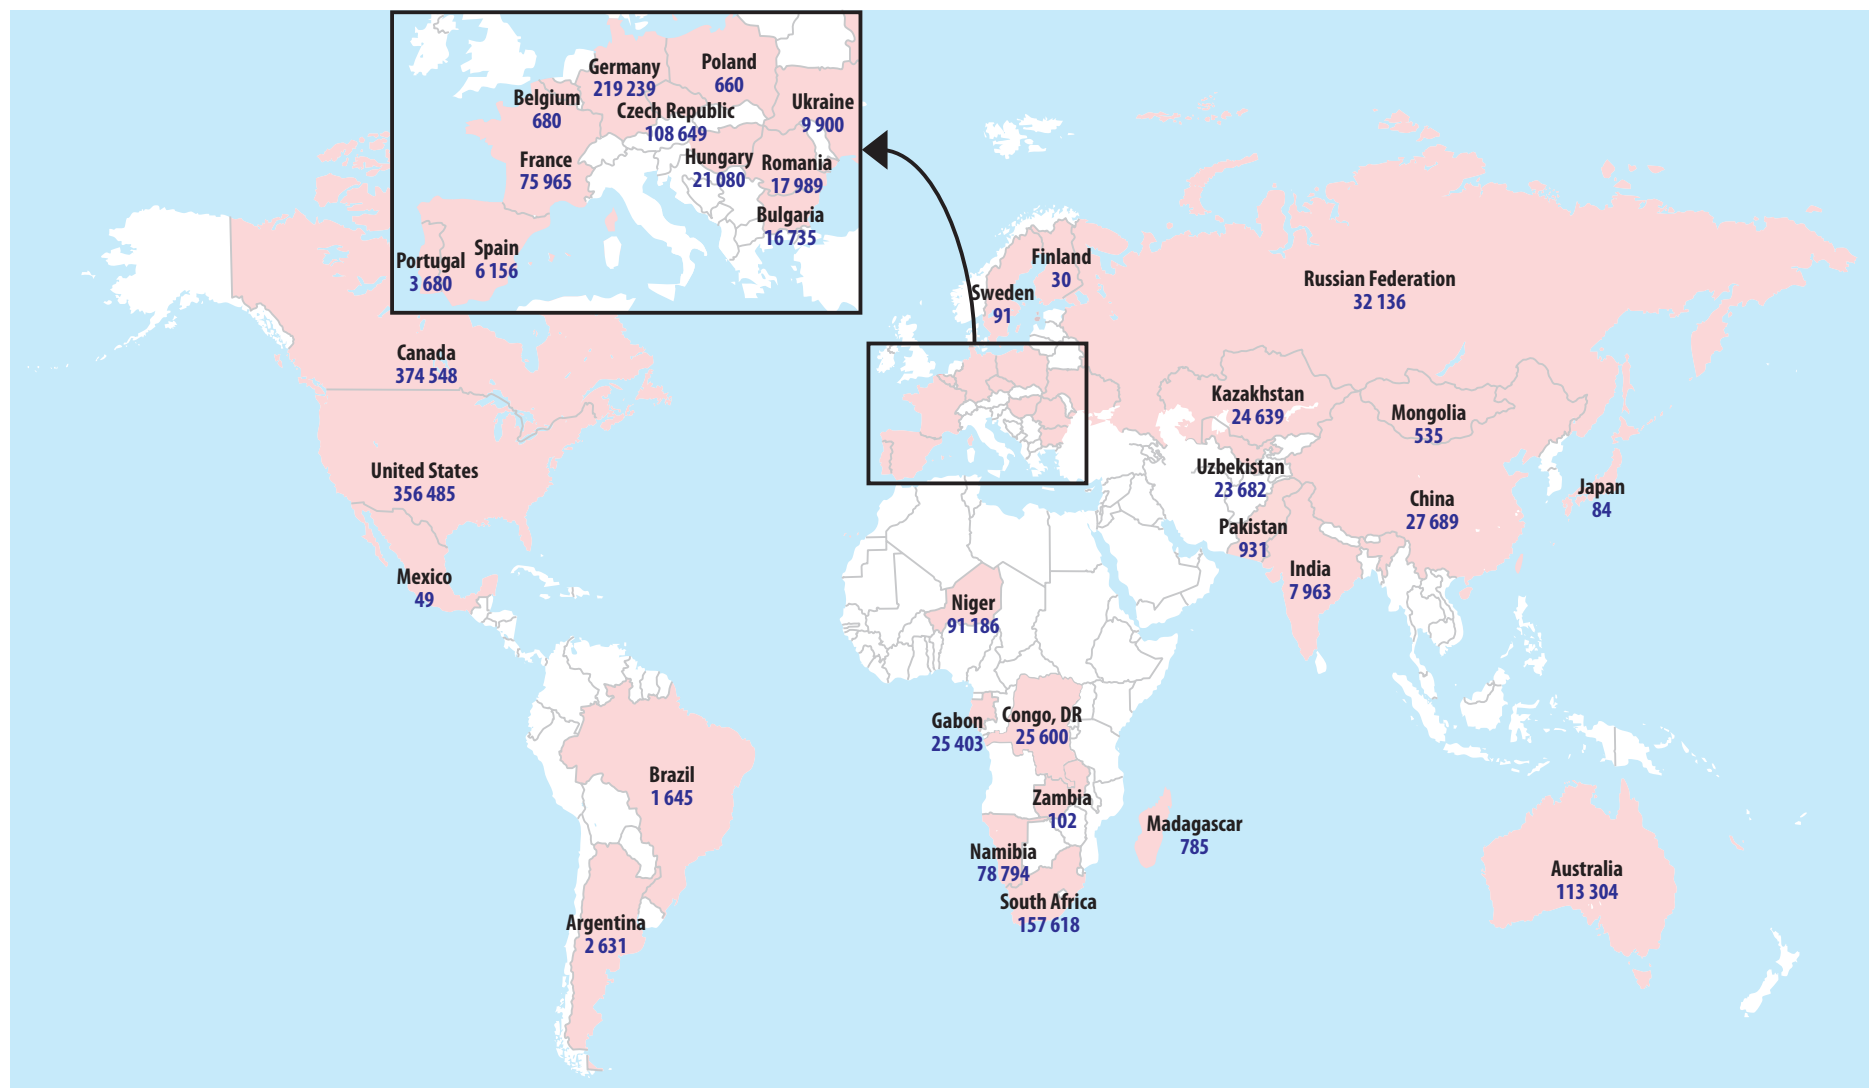 Germany
219 239
Poland
660
Belgium
680
Czech Republic
108 649
Ukraine
9 900
France
75 965
Hungary
21 080
Romania
17 989
Bulgaria
16 735
Portugal
3 680
Spain
6 156
Finland
30
Sweden
91
Russian Federation
32 136
Canada
374 548
Kazakhstan
24 639
Mongolia
535
United States
356 485
Uzbekistan
23 682
China
27 689
Japan
84
Pakistan
931
India
7 963
Mexico
49
Niger
91 186
Gabon
25 403
Congo, DR
25 600
Brazil
1 645
Zambia
102
Madagascar
785
Namibia
78 794
South Africa
157 618
Australia
113 304
Argentina
2 631